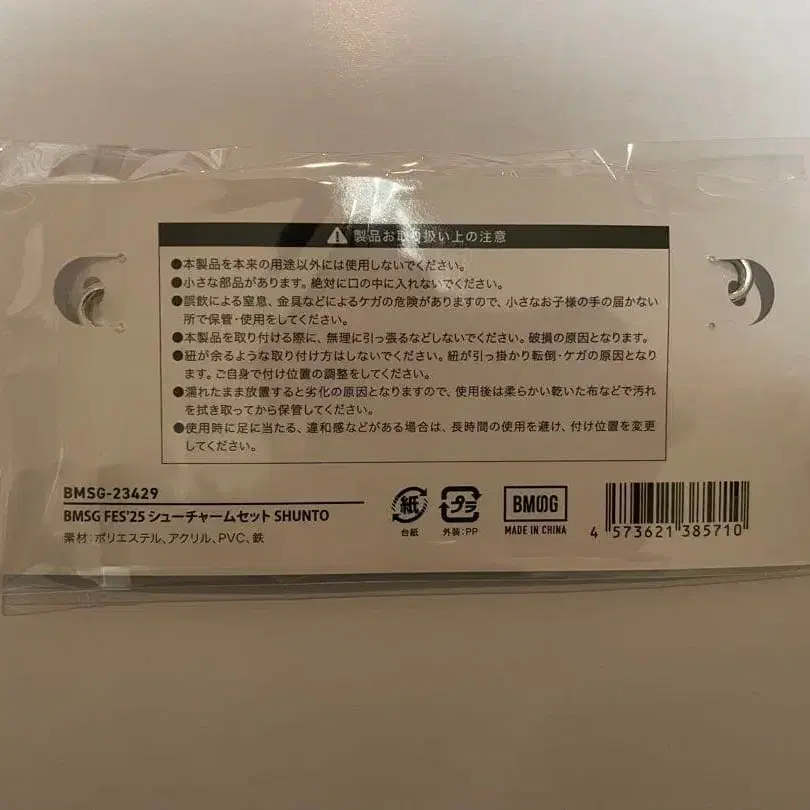 製品お取り扱い上の注意
●本製品を本来の用途以外には使用しないでください。
●小さな部品があります。絶対に口の中に入れないでください。
●誤飲による窒息、金具などによるケガの危険がありますので、小さなお子様の手の届かない
所で保管・使用をしてください。
●本製品を取り付ける際に、無理に引っ張るなどしないでください。破損の原因となります。
●紐が余るような取り付け方はしないでください。紐が引っ掛かり転倒・ケガの原因となり
ます。ご自身で付け位置の調整をしてください。
●濡れたまま放置すると劣化の原因となりますので、使用後は柔らかい乾いた布などで汚れ
を拭き取ってから保管してください。
●使用時に足に当たる、違和感などがある場合は、長時間の使用を避け、付け位置を変更
してください。
BMSG-23429
BMSG FES'25 シューチャームセット SHUNTO
素材:ポリエステル、アクリル、PVC、鉄
紙
台紙
プラ
外装:PP
BMSG
MADE IN CHINA
4 573621 385710